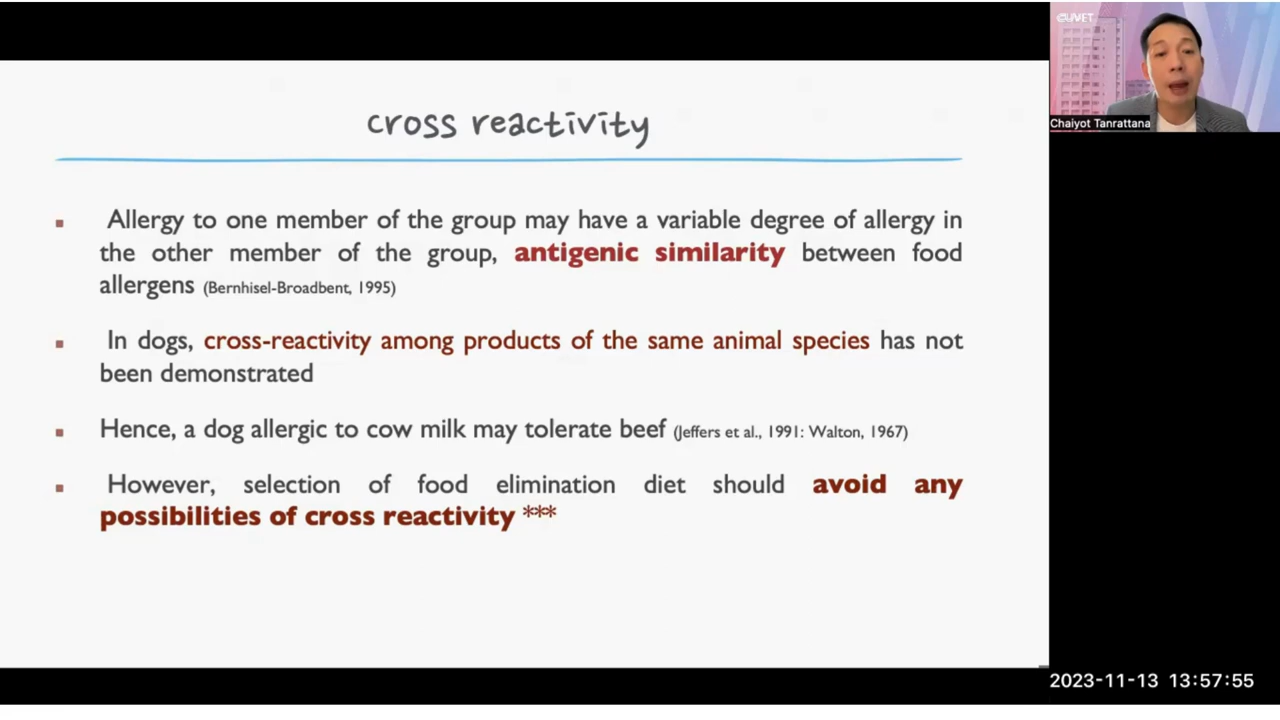 CUVET
Chaiyot Tanrattana
cross reactivity
▪ Allergy to one member of the group may have a variable degree of allergy in
the other member of the group, antigenic similarity between food
allergens (Bernhisel-Broadbent, 1995)
▪ In dogs, cross-reactivity among products of the same animal species has not
been demonstrated
▪ Hence, a dog allergic to cow milk may tolerate beef (Jeffers et al., 1991: Walton, 1967)
▪ However, selection of food elimination diet should avoid any
possibilities of cross reactivity ***
2023-11-13 13:57:55